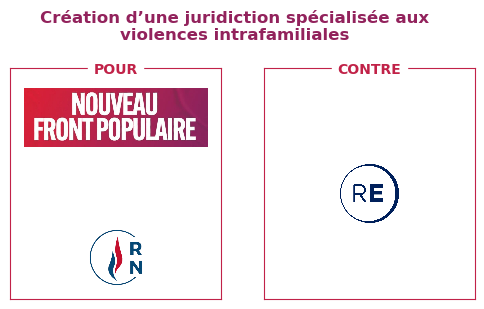 Création d’une juridiction spécialisée aux
violences intrafamiliales
POUR
NOUVEAU
FRONT POPULAIRE
R
N
CONTRE
RE